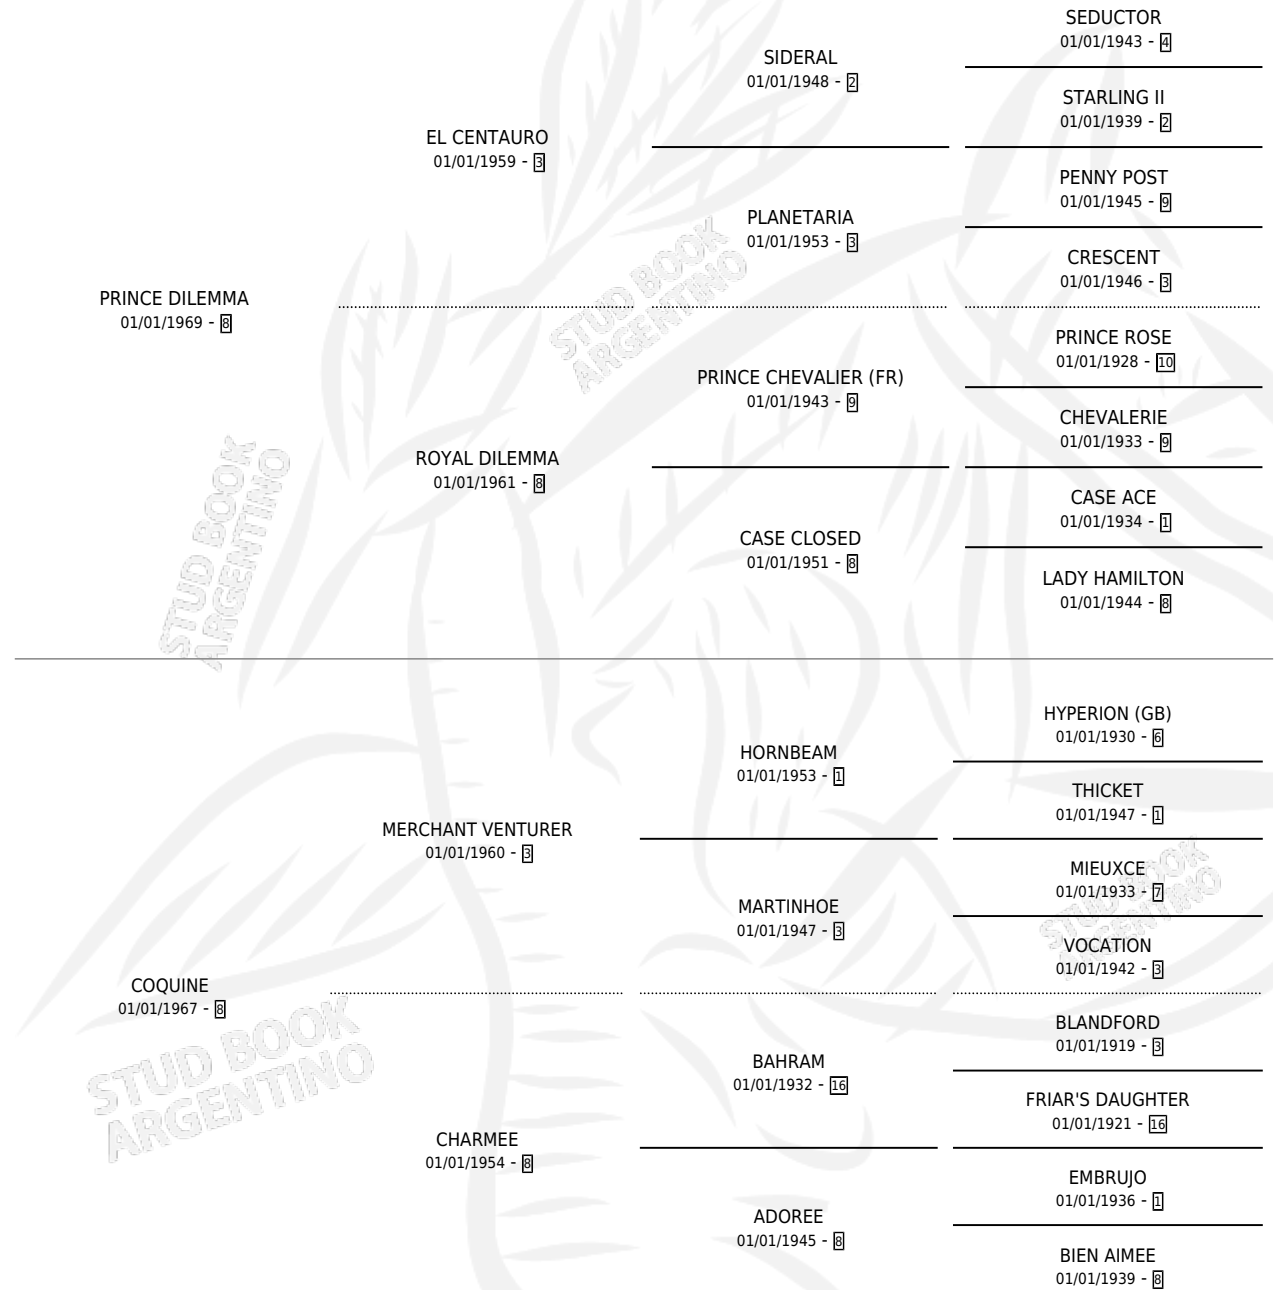 SEDUCTOR
01/01/1943 - 4
SIDERAL
01/01/1948 - 2
STARLING II
01/01/1939 - 2
EL CENTAURO
01/01/1959 - 3
PENNY POST
01/01/1945 - 9
PLANETARIA
01/01/1953 - 3
CRESCENT
01/01/1946 - 3
PRINCE DILEMMA
01/01/1969 - 8
STUD BOOK
ARGENTINO
PRINCE ROSE
01/01/1928 - 10
PRINCE CHEVALIER (FR)
01/01/1943 - 9
CHEVALERIE
01/01/1933 - 9
ROYAL DILEMMA
01/01/1961 - 8
CASE ACE
01/01/1934 - 1
CASE CLOSED
01/01/1951 - 8
LADY HAMILTON
01/01/1944 - 8
STUD BOOK
ARGENTINO
HYPERION (GB)
01/01/1930 - 6
HORNBEAM
01/01/1953 - 1
THICKET
01/01/1947 - 1
MERCHANT VENTURER
01/01/1960 - 3
MIEUXCE
01/01/1933 - 7
MARTINHOE
01/01/1947 - 3
VOCATION
01/01/1942 - 3
STUD BOOK
ARGENTINO
COQUINE
01/01/1967 - 8
BLANDFORD
01/01/1919 - 3
BAHRAM
01/01/1932 - 16
FRIAR'S DAUGHTER
01/01/1921 - 16
STUD BOOK
ARGENTINO
CHARMEE
01/01/1954 - 8
EMBRUJO
01/01/1936 - 1
ADOREE
01/01/1945 - 8
BIEN AIMEE
01/01/1939 - 8